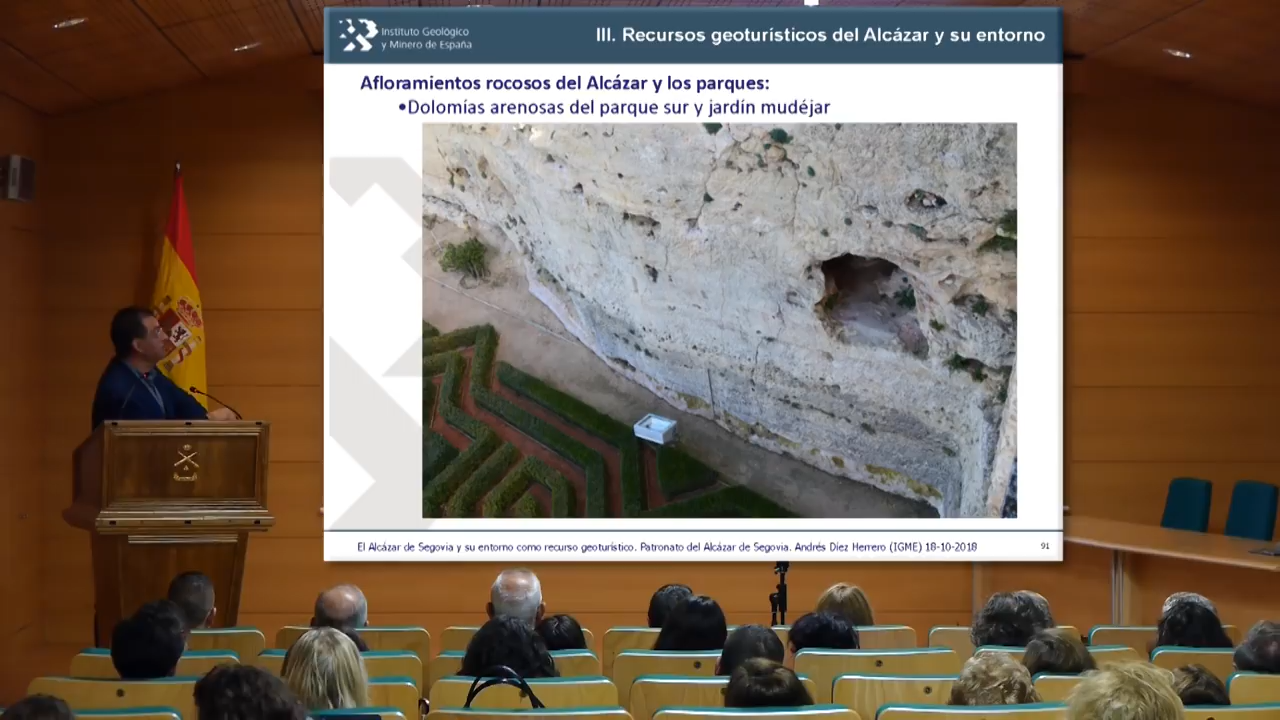 Instituto Geológico
y Minero de España
III. Recursos geoturísticos del Alcázar y su entorno
Afloramientos rocosos del Alcázar y los parques:
•Dolomías arenosas del parque sur y jardín mudéjar
El Alcázar de Segovia y su entorno como recurso geoturístico. Patronato del Alcázar de Segovia. Andrés Díez Herrero (IGME) 18-10-2018
91